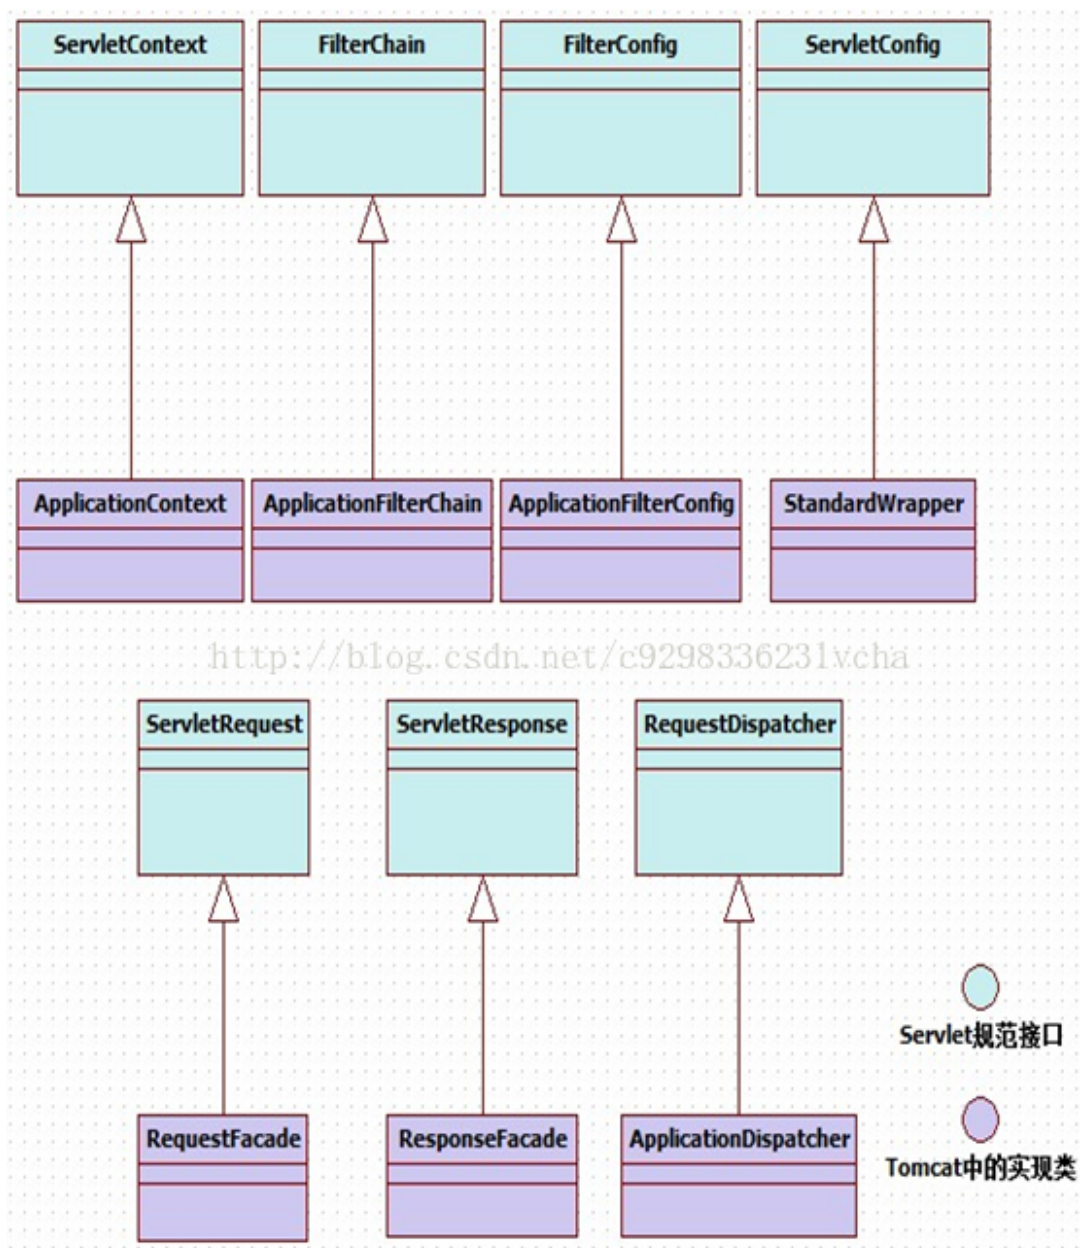 ServletContext
FilterChain
FilterConfig
ServletConfig
ApplicationContext
ApplicationFilterChain
ApplicationFilterConfig
StandardWrapper
http://blog.csdn.net/c9298336231vcha
ServletRequest
ServletResponse
RequestDispatcher
Servlet规范接口
RequestFacade
ResponseFacade
ApplicationDispatcher
Tomcat中的实现类